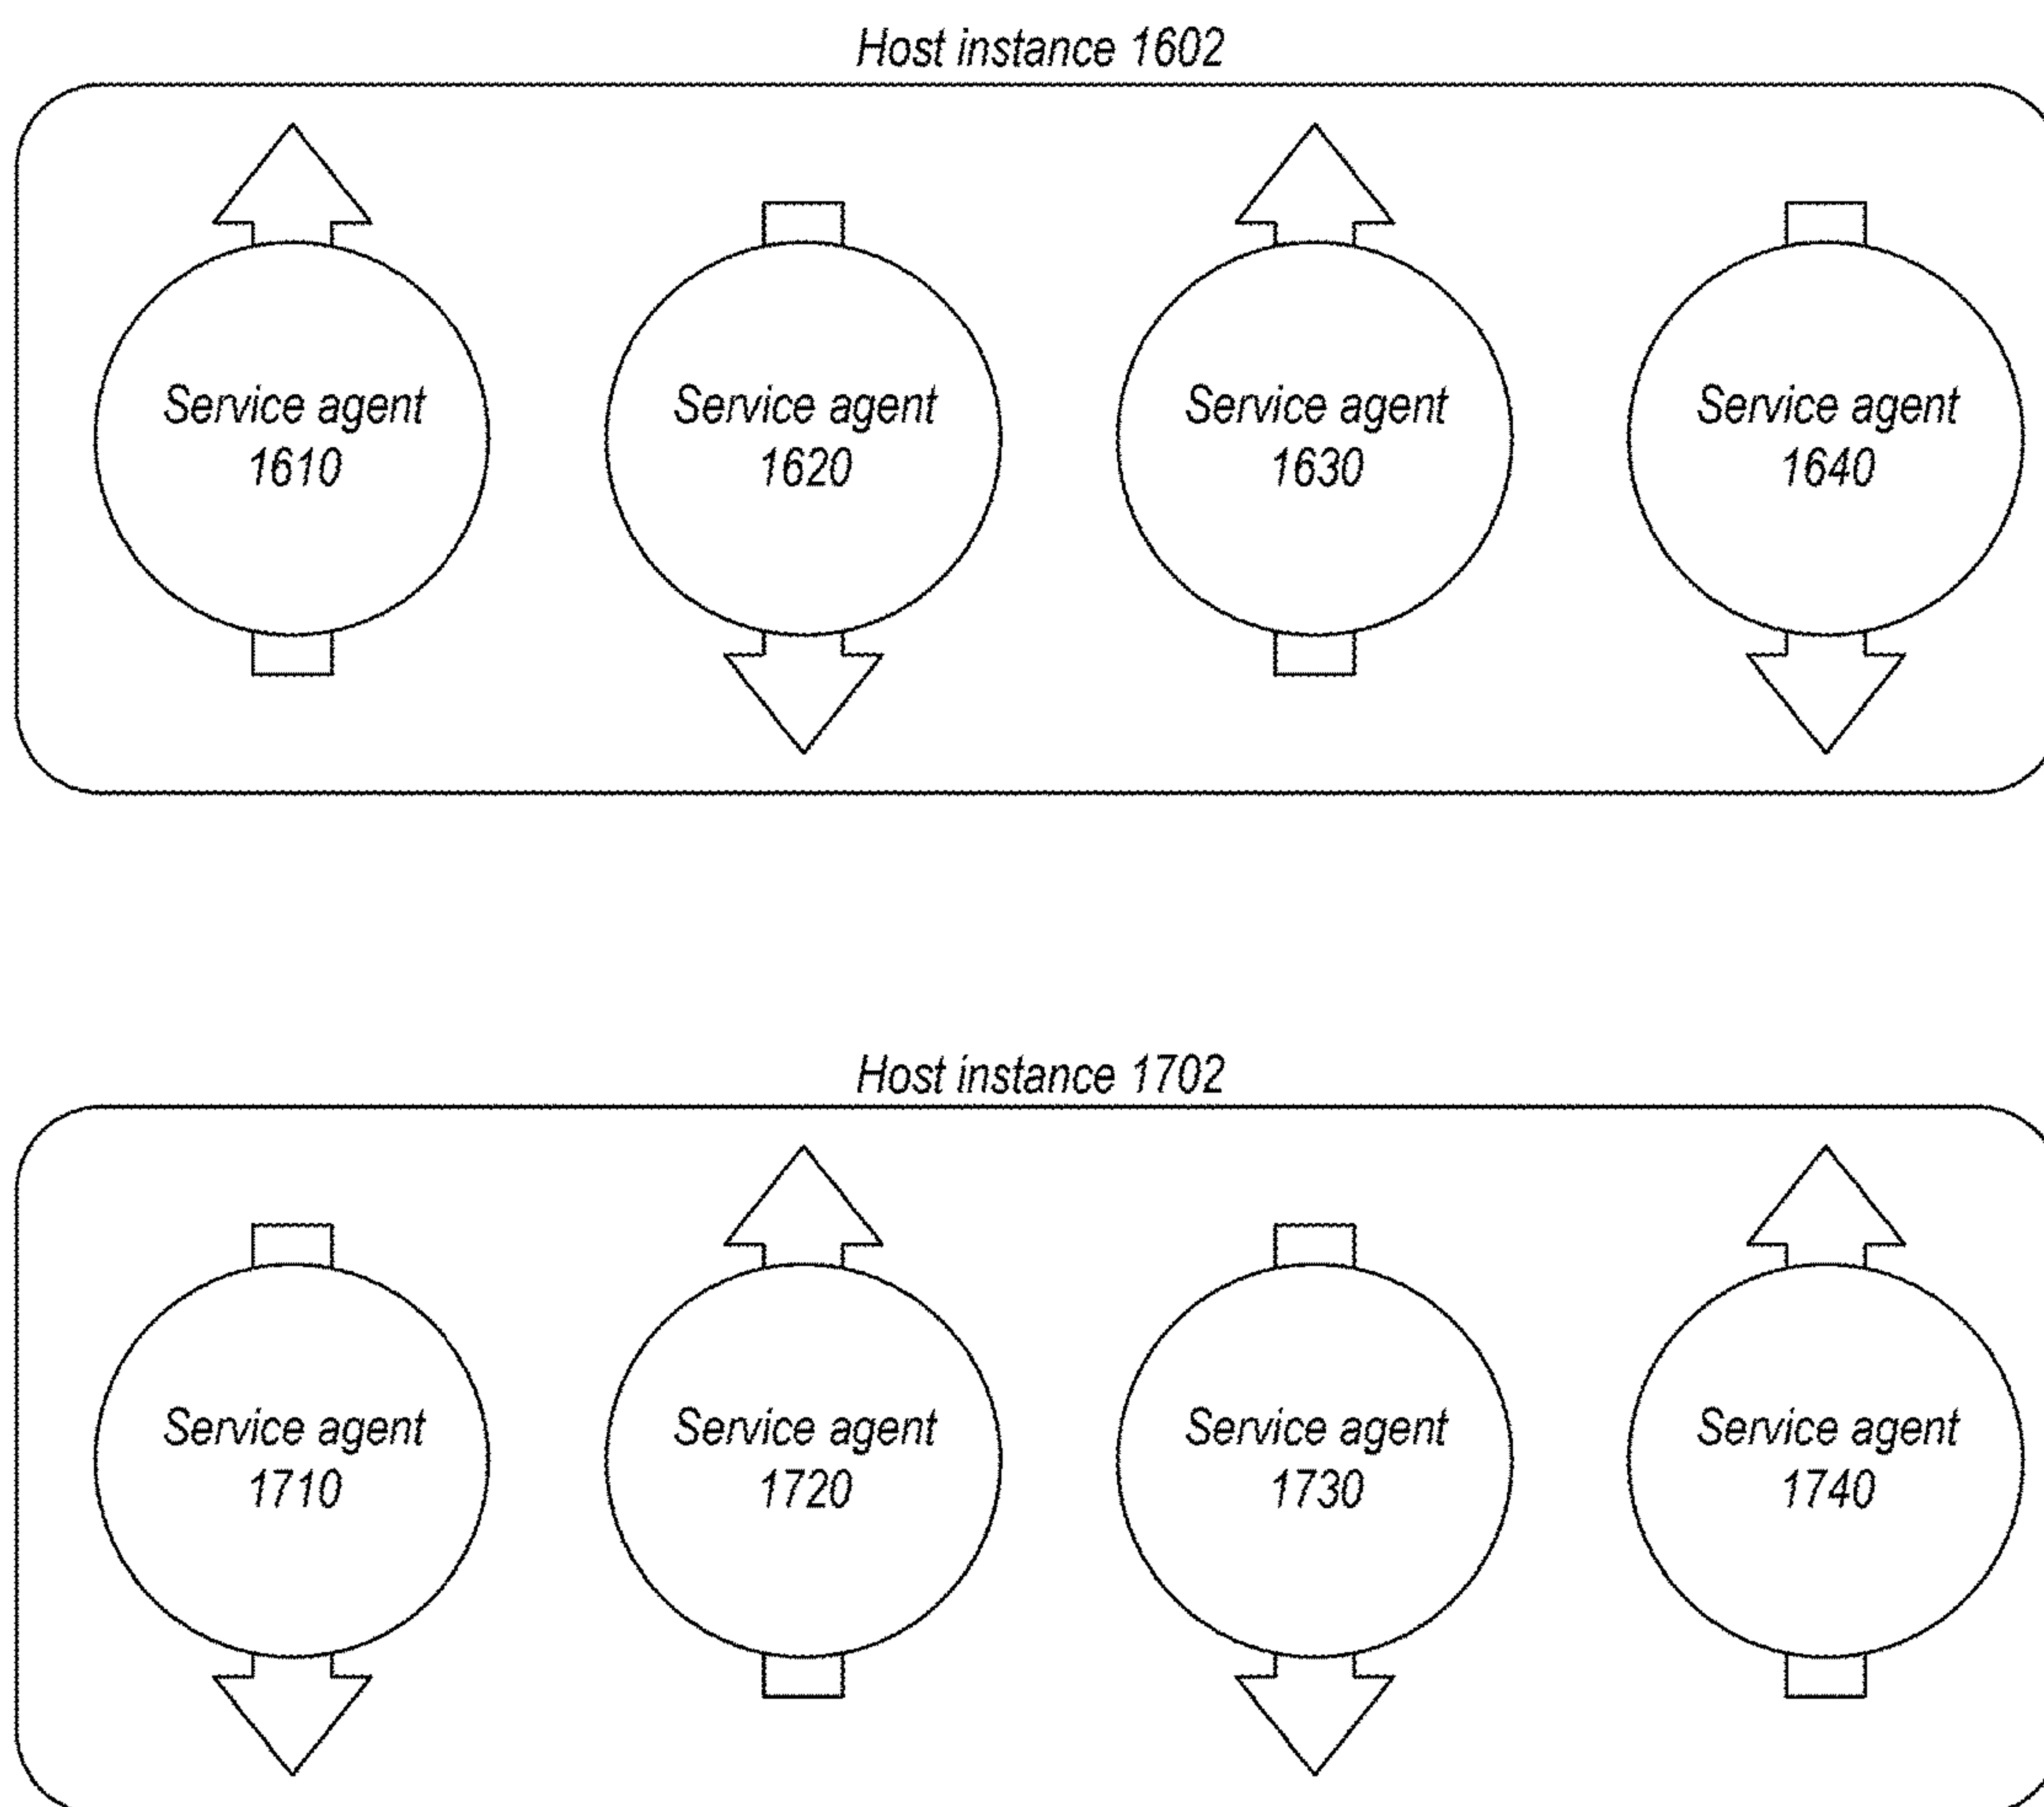 Host instance 1602
Service agent
1610
Service agent
1620
Service agent
1630
Service agent
1640
Host instance 1702
Service agent
1710
Service agent
1720
Service agent
1730
Service agent
1740